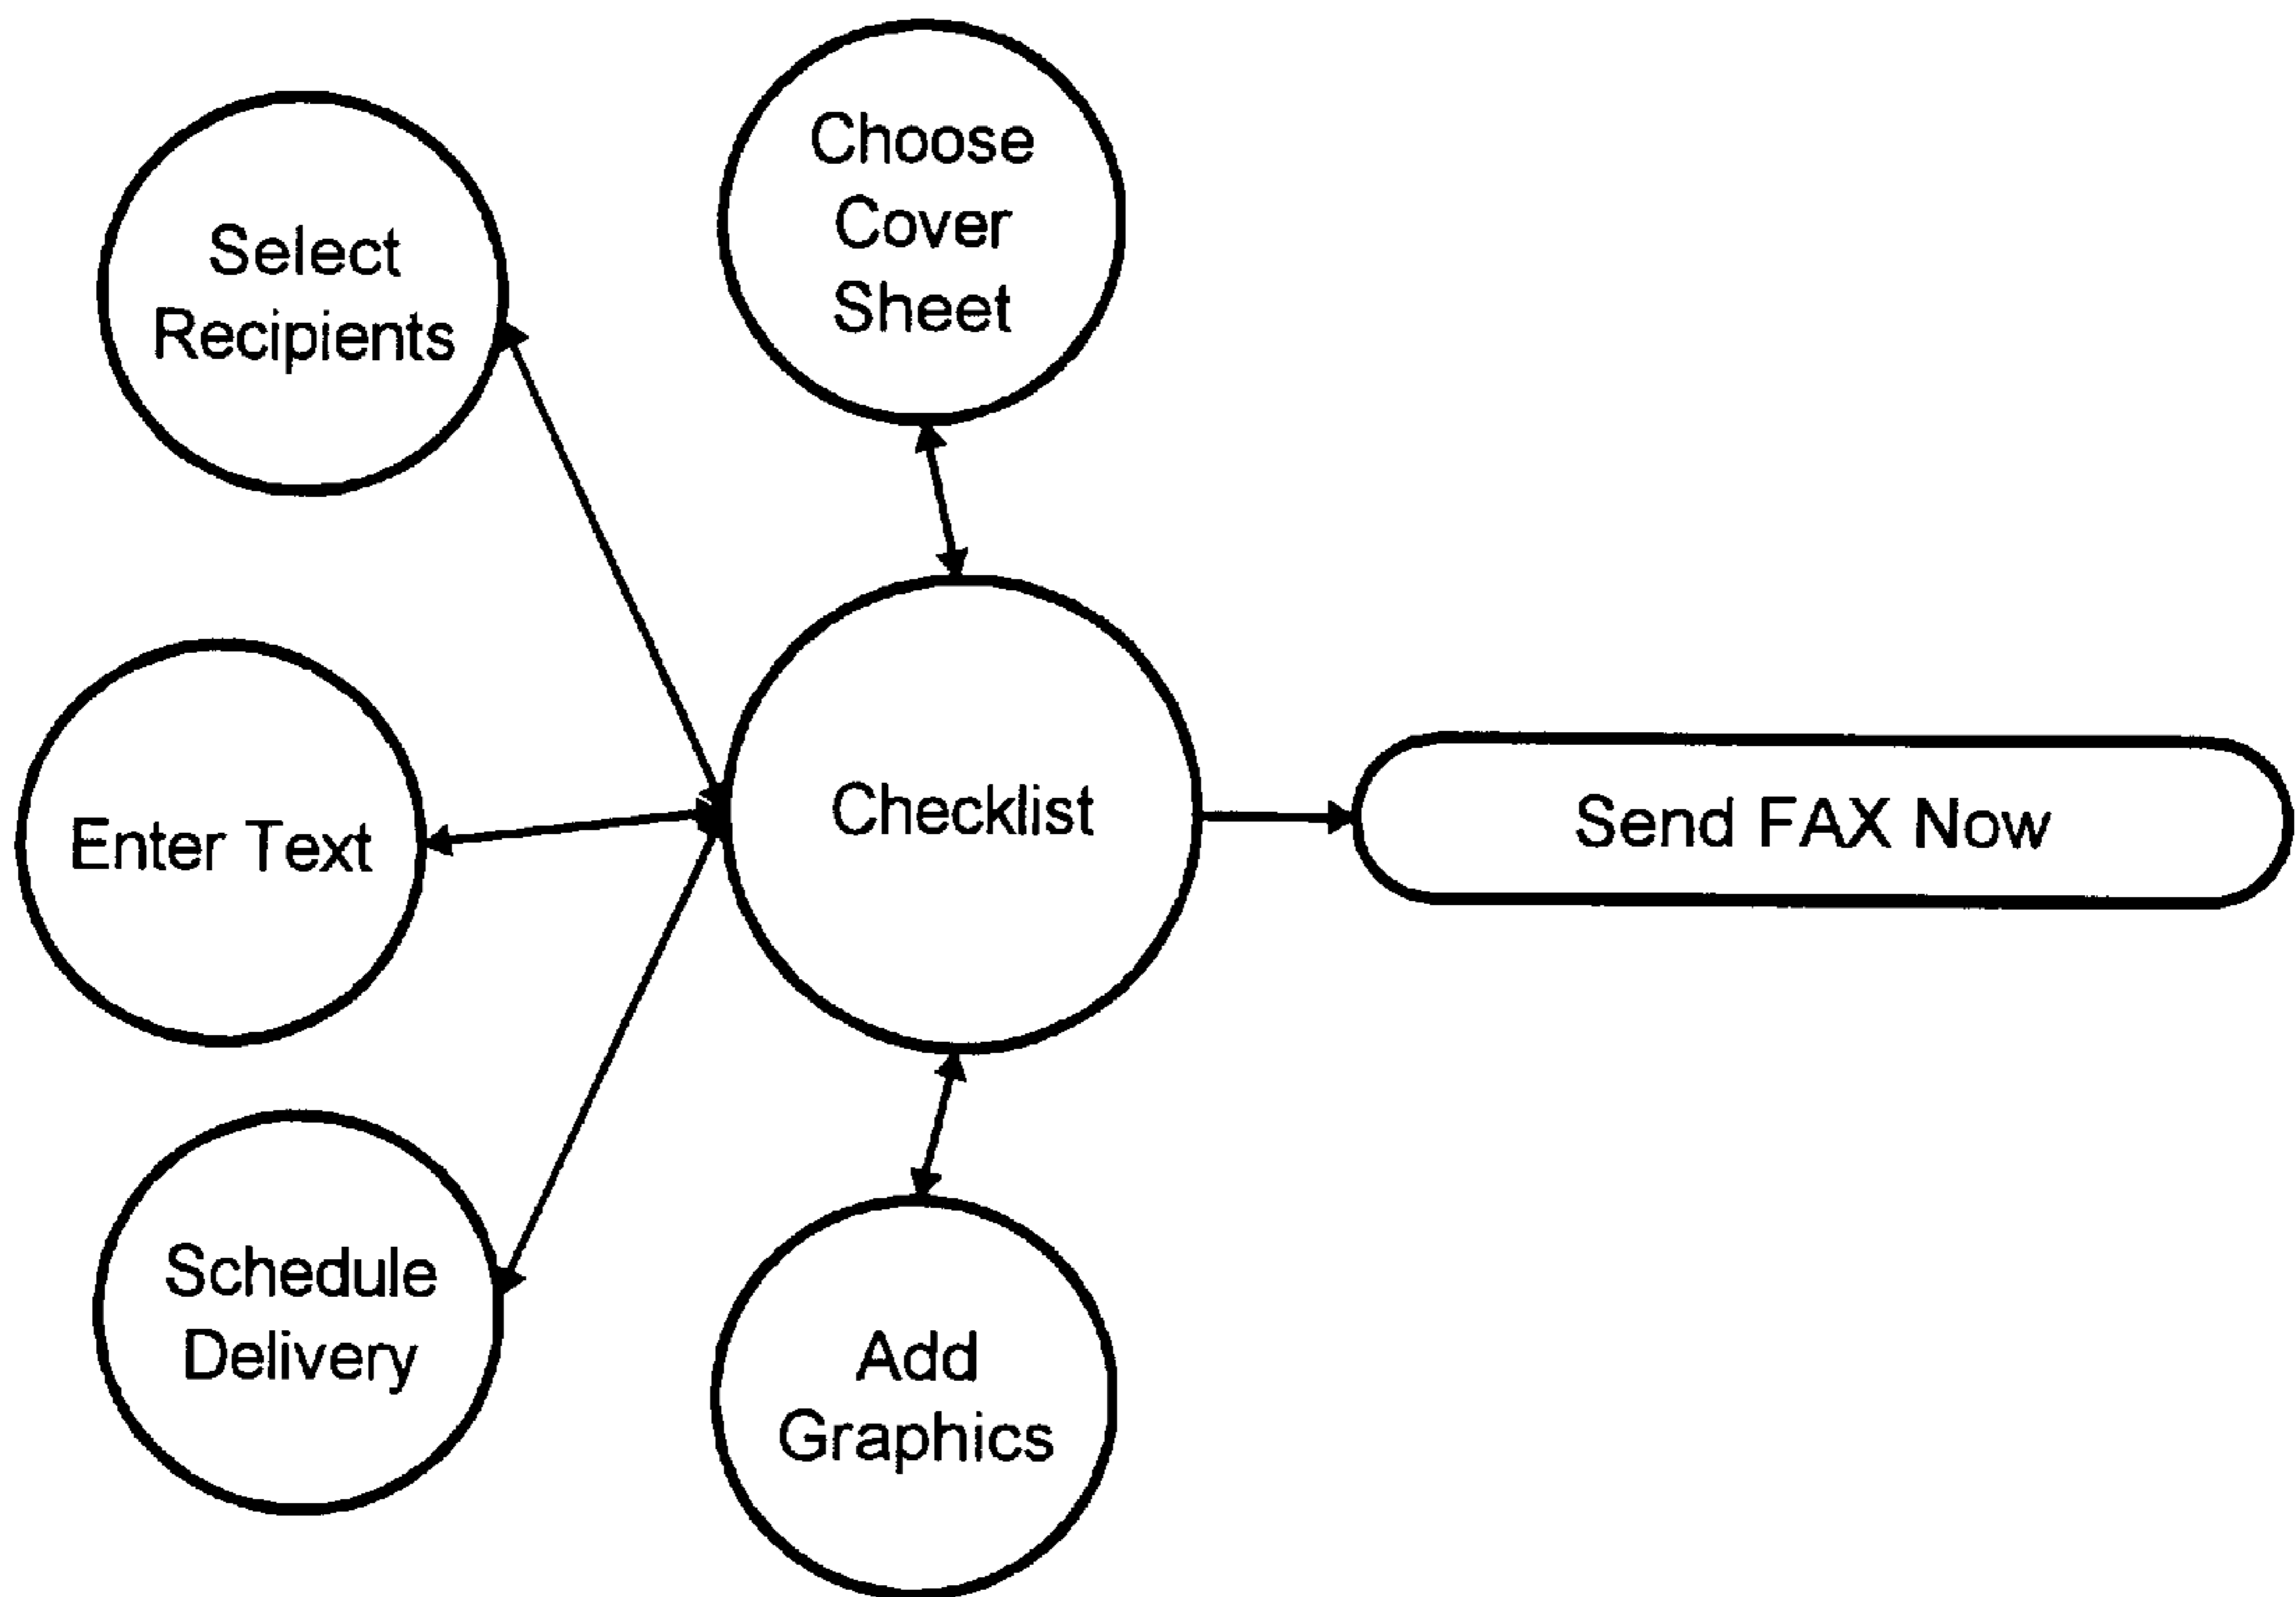 Choose
Cover
Sheet
Select
Recipients
Checklist
Send FAX Now
Enter Text
Schedule
Delivery
Add
Graphics